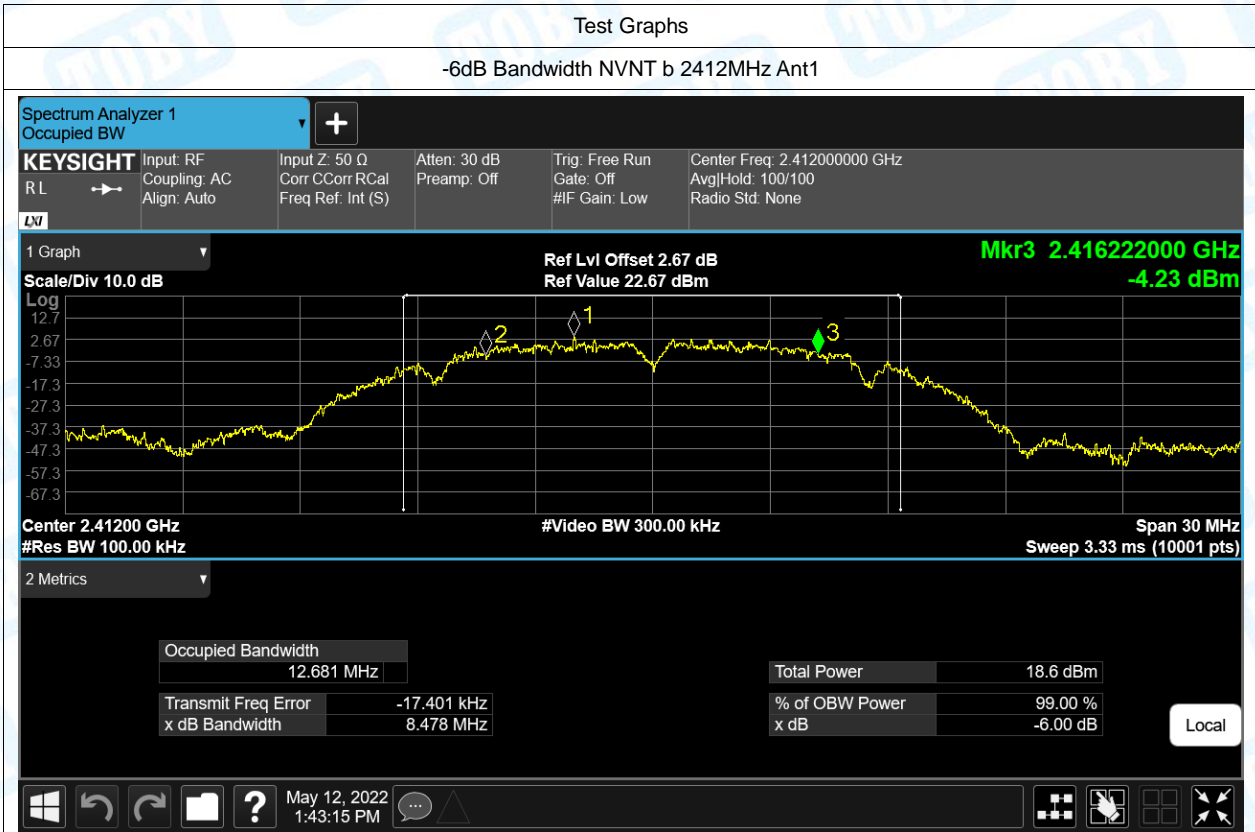 Test Graphs
-6dB Bandwidth NVNT b 2412MHz Ant1
Spectrum Analyzer 1
Occupied BW
KEYSIGHT Input: RF Input Z: 50 Ω Atten: 30 dB Trig: Free Run Center Freq: 2.412000000 GHz
R L Coupling: AC Corr CCorr RCal Preamp: Off Gate: Off Avg|Hold: 100/100
Align: Auto Freq Ref: Int (S) #IF Gain: Low Radio Std: None
LXI
1 Graph Ref Lvl Offset 2.67 dB Mkr3 2.416222000 GHz
Scale/Div 10.0 dB Ref Value 22.67 dBm -4.23 dBm
Log
12.7
2.67
-7.33
-17.3
-27.3
-37.3
-47.3
-57.3
-67.3
1
2
3
Center 2.41200 GHz #Video BW 300.00 kHz Span 30 MHz
#Res BW 100.00 kHz Sweep 3.33 ms (10001 pts)
2 Metrics
Occupied Bandwidth
12.681 MHz Total Power 18.6 dBm
Transmit Freq Error -17.401 kHz % of OBW Power 99.00 %
x dB Bandwidth 8.478 MHz x dB -6.00 dB
Local
? May 12, 2022
1:43:15 PM
TOBY